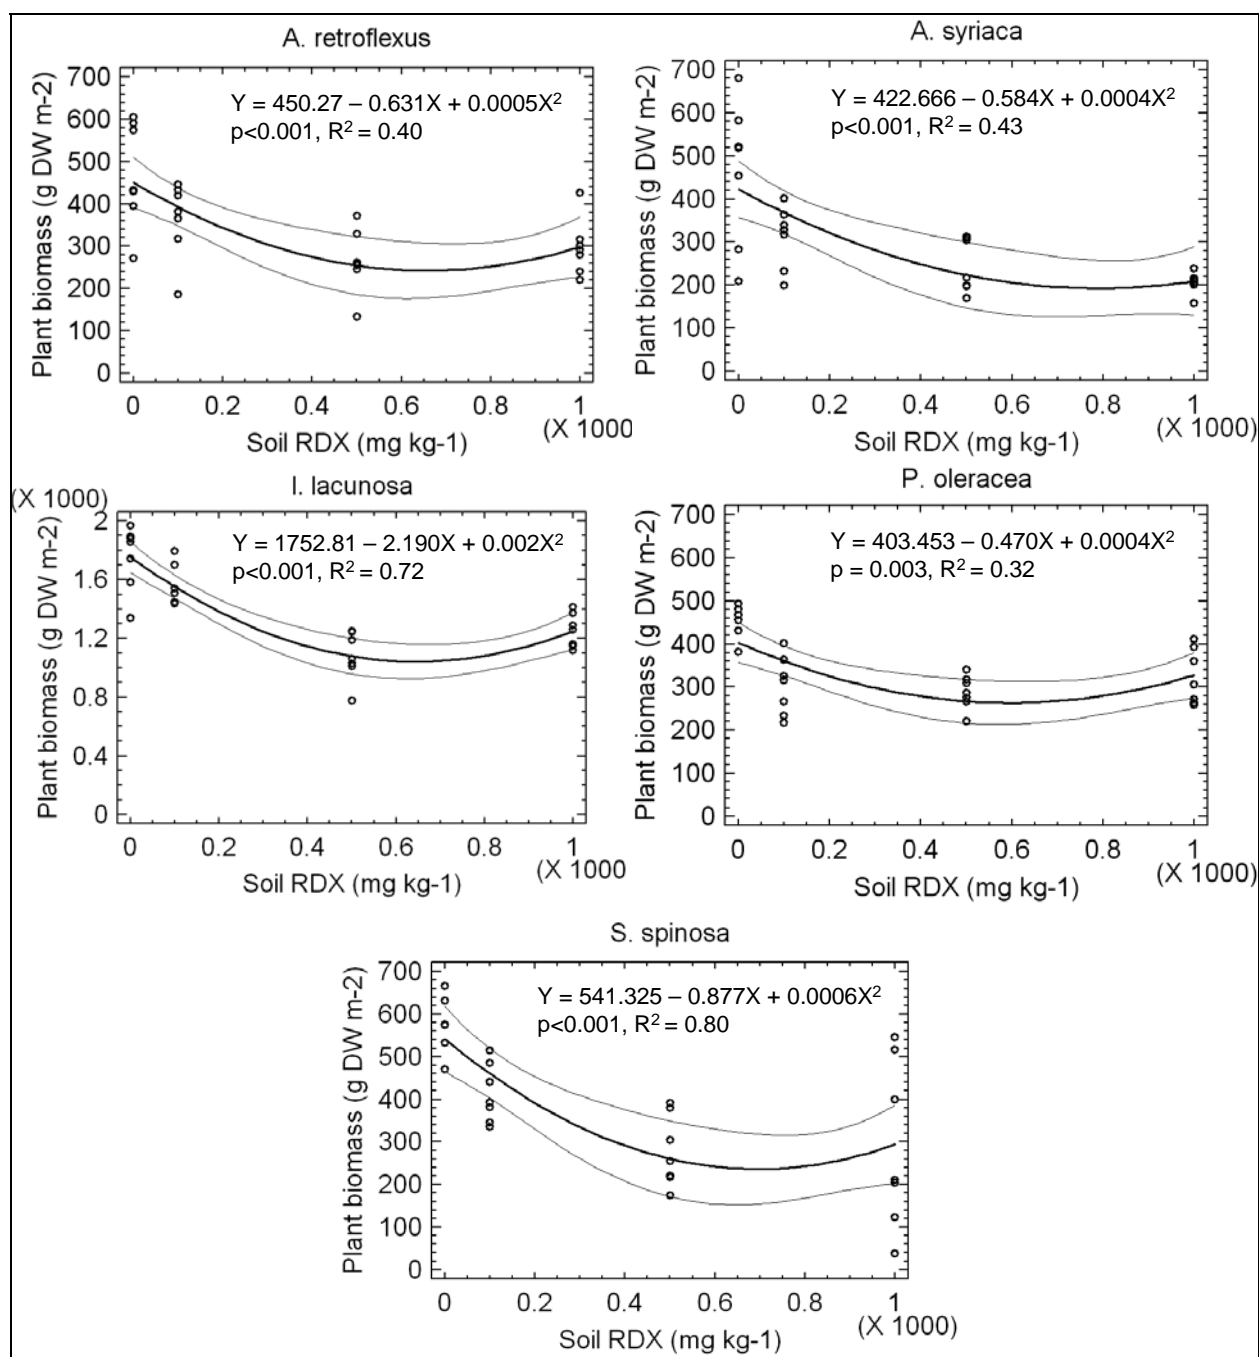 A. retroflexus
Plant biomass (g DW m-2)
700
600
500
400
300
200
100
0
Y = 450.27 – 0.631X + 0.0005X²
p<0.001, R² = 0.40
0 0.2 0.4 0.6 0.8 1
(X 1000
Soil RDX (mg kg-1)
A. syriaca
Plant biomass (g DW m-2)
700
600
500
400
300
200
100
0
Y = 422.666 – 0.584X + 0.0004X²
p<0.001, R² = 0.43
0 0.2 0.4 0.6 0.8 1
(X 1000)
Soil RDX (mg kg-1)
I. lacunosa
(X 1000)
Plant biomass (g DW m-2)
2
1.6
1.2
0.8
0.4
0
Y = 1752.81 – 2.190X + 0.002X²
p<0.001, R² = 0.72
0 0.2 0.4 0.6 0.8 1
(X 1000
Soil RDX (mg kg-1)
P. oleracea
Plant biomass (g DW m-2)
700
600
500
400
300
200
100
0
Y = 403.453 – 0.470X + 0.0004X²
p = 0.003, R² = 0.32
0 0.2 0.4 0.6 0.8 1
(X 1000)
Soil RDX (mg kg-1)
S. spinosa
Plant biomass (g DW m-2)
700
600
500
400
300
200
100
0
Y = 541.325 – 0.877X + 0.0006X²
p<0.001, R² = 0.80
0 0.2 0.4 0.6 0.8 1
(X 1000)
Soil RDX (mg kg-1)